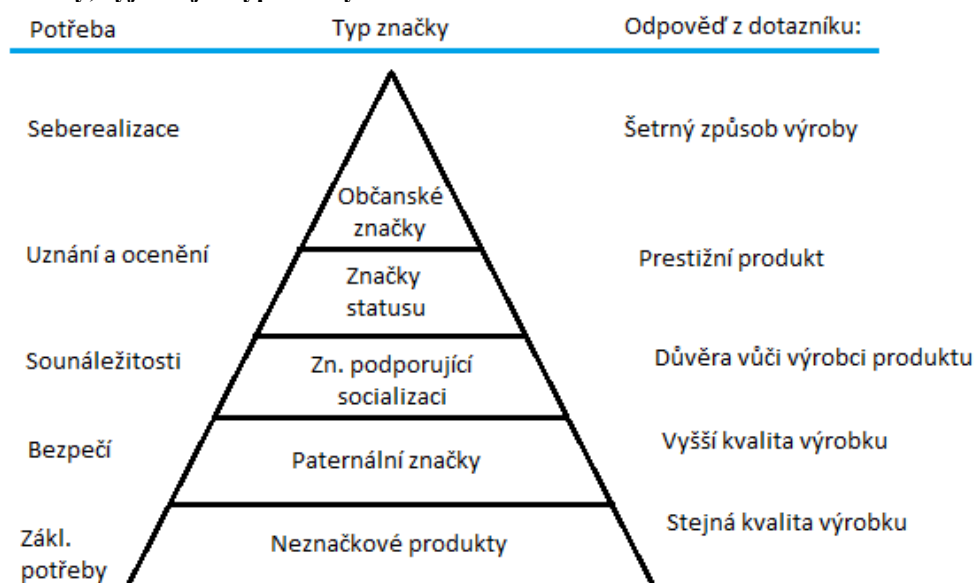 Potřeba Typ značky Odpověď z dotazníku:
Seberealizace Šetrný způsob výroby
Občanské
značky
Uznání a ocenění Prestižní produkt
Značky
statusu
Sounáležitosti Zn. podporující Důvěra vůči výrobci produktu
socializaci
Bezpečí Paternální značky Vyšší kvalita výrobku
Zákl. Neznačkové produkty Stejná kvalita výrobku
potřeby